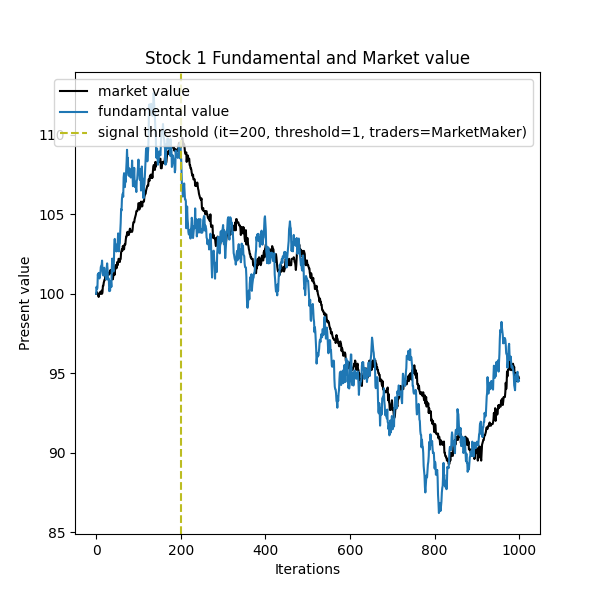 Stock 1 Fundamental and Market value
market value
fundamental value
signal threshold (it=200, threshold=1, traders=MarketMaker)
110
105
100
95
90
85
Present value
0 200 400 600 800 1000
Iterations